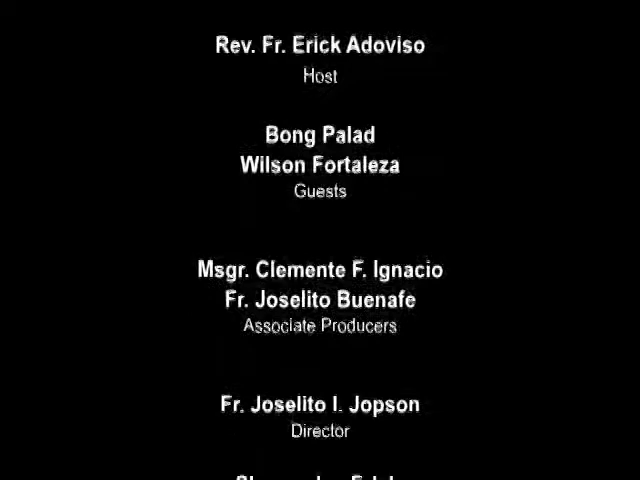 Rev. Fr. Erick Adoviso
Host
Bong Palad
Wilson Fortaleza
Guests
Msgr. Clemente F. Ignacio
Fr. Joselito Buenafe
Associate Producers
Fr. Joselito I. Jopson
Director